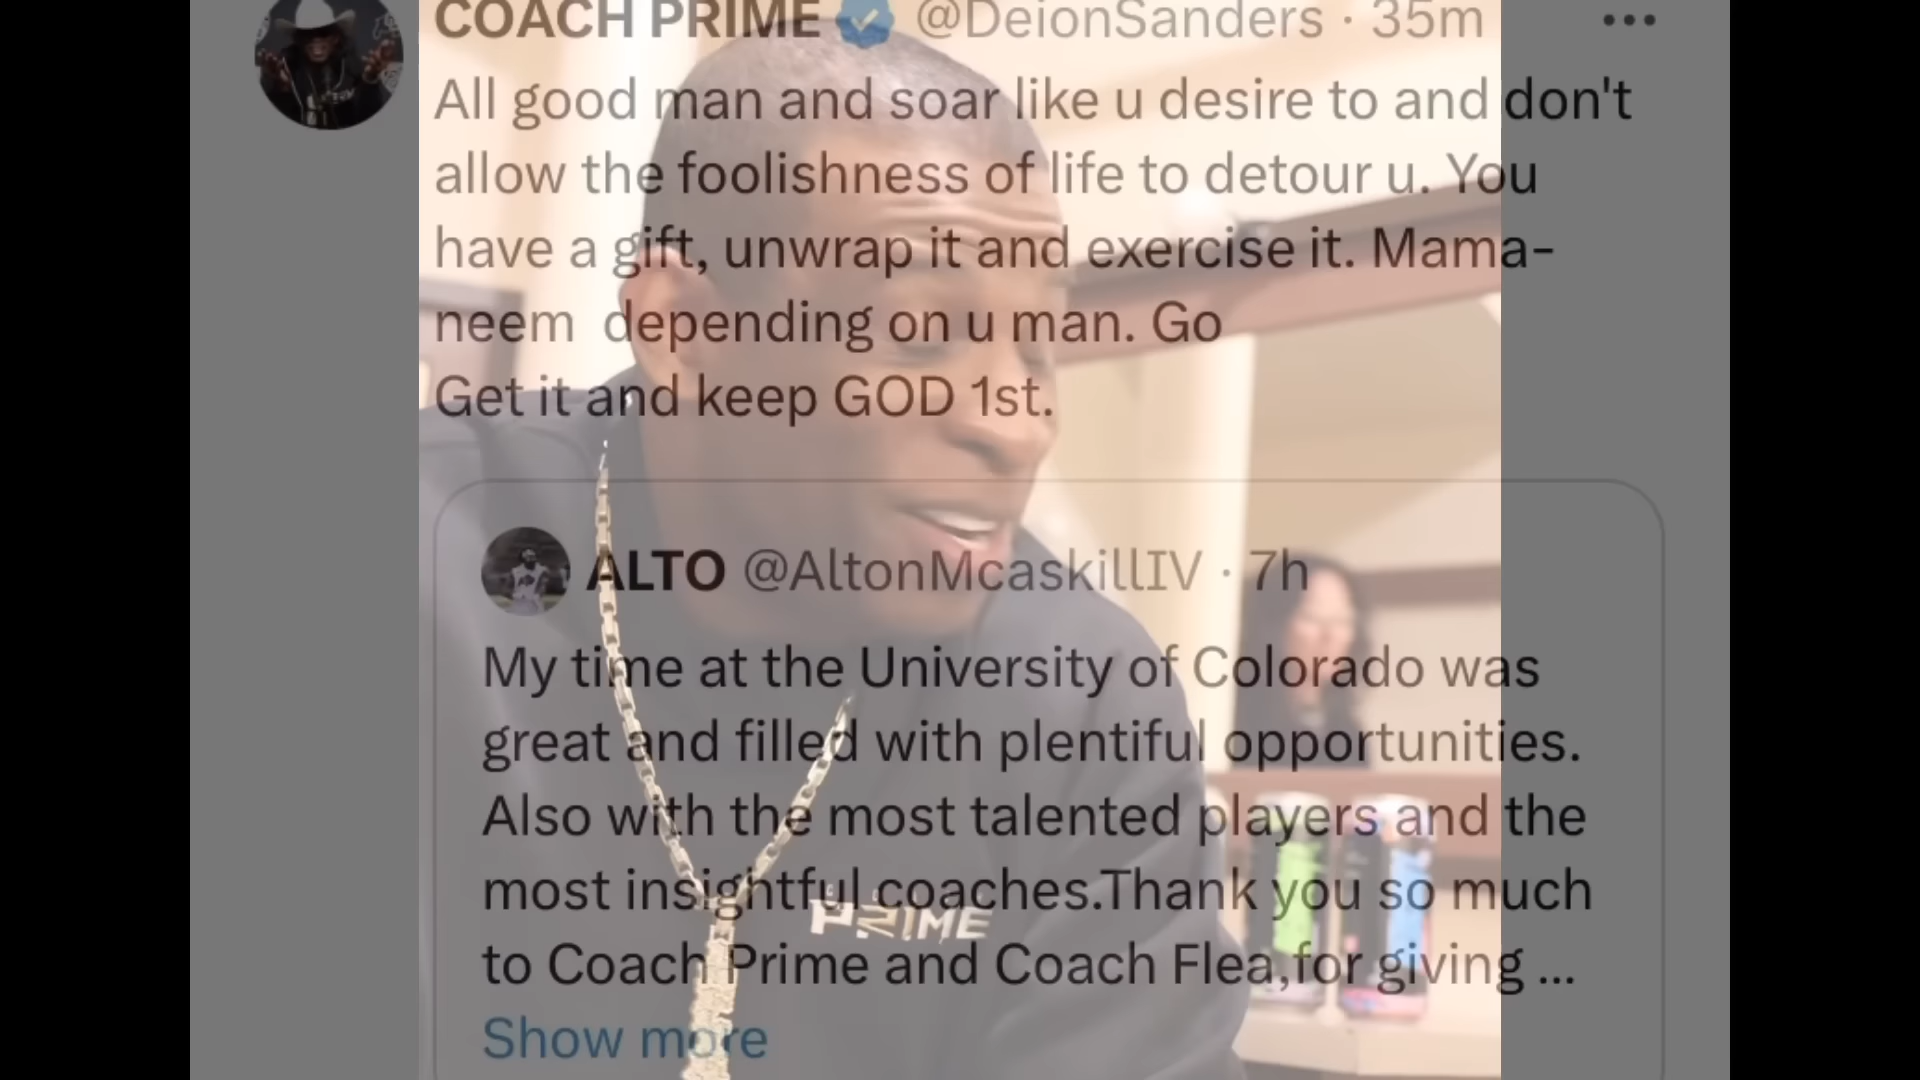 COACH PRIME @DeionSanders · 35m
All good man and soar like u desire to and don't
allow the foolishness of life to detour u. You
have a gift, unwrap it and exercise it. Mama-
neem depending on u man. Go
Get it and keep GOD 1st.
ALTO @AltonMcaskillIV · 7h
My time at the University of Colorado was
great and filled with plentiful opportunities.
Also with the most talented players and the
most insightful coaches.Thank you so much
PRIME
to Coach Prime and Coach Flea,for giving ...
Show more